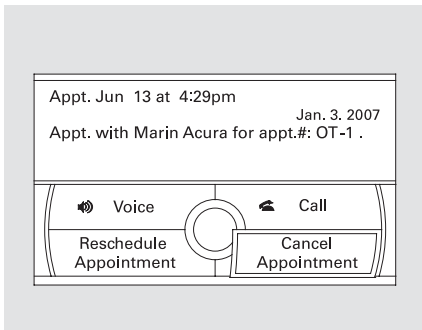 Appt. Jun 13 at 4:29pm
Jan. 3. 2007
Appt. with Marin Acura for appt.#: OT-1 .
Voice
Call
Reschedule
Appointment
Cancel
Appointment